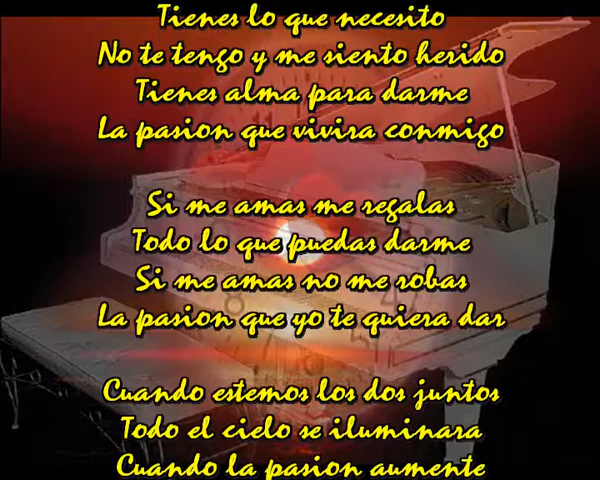 Tienes lo que necesito
No te tengo y me siento herido
Tienes alma para darme
La pasion que vivira conmigo
Si me amas me regalas
Todo lo que puedas darme
Si me amas no me robas
La pasion que yo te quiera dar
Cuando estemos los dos juntos
Todo el cielo se iluminara
Cuando la pasion aumente